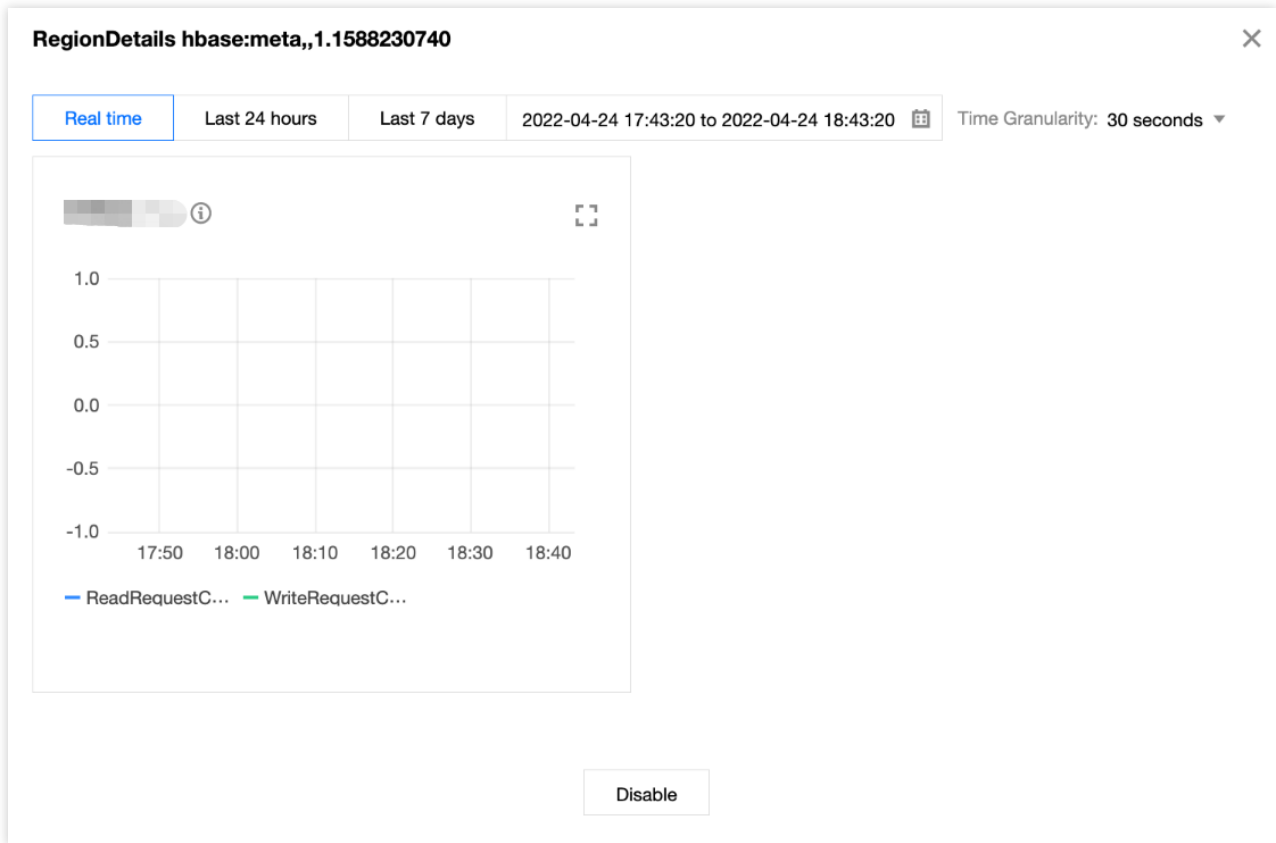 RegionDetails hbase:meta,,1.1588230740
Real time Last 24 hours Last 7 days 2022-04-24 17:43:20 to 2022-04-24 18:43:20 Time Granularity: 30 seconds
1.0
0.5
0.0
-0.5
-1.0
17:50 18:00 18:10 18:20 18:30 18:40
ReadRequestC... WriteRequestC...
Disable